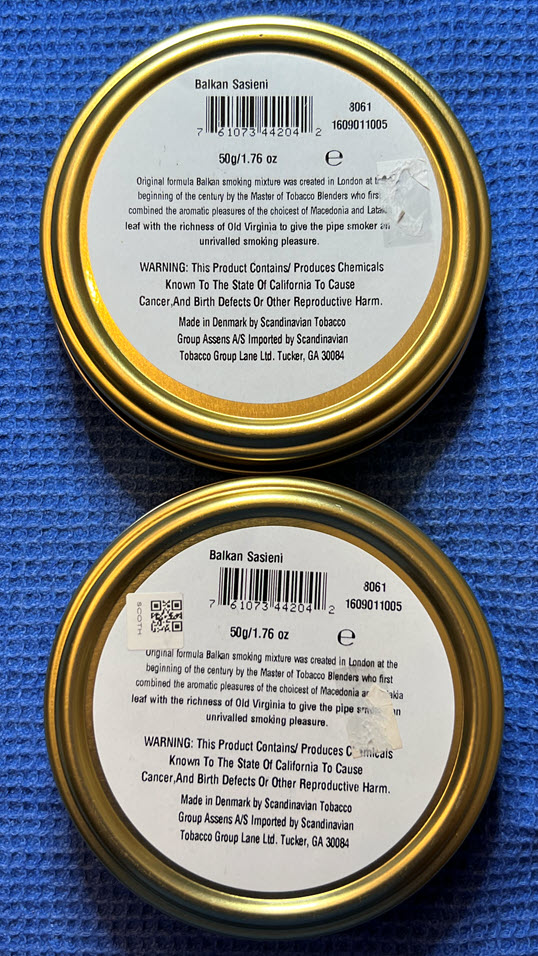 Balkan Sasieni
8061
7 61073 44204 2
1609011005
50g/1.76 oz
℮
Original formula Balkan smoking mixture was created in London at
beginning of the century by the Master of Tobacco Blenders who first
combined the aromatic pleasures of the choicest of Macedonia and
leaf with the richness of Old Virginia to give the pipe smoker an
unrivalled smoking pleasure.
WARNING: This Product Contains/ Produces Chemicals
Known To The State Of California To Cause
Cancer,And Birth Defects Or Other Reproductive Harm.
Made in Denmark by Scandinavian Tobacco
Group Assens A/S Imported by Scandinavian
Tobacco Group Lane Ltd. Tucker, GA 30084
Balkan Sasieni
8061
7 61073 44204 2
1609011005
SCOTH
50g/1.76 oz
℮
Original formula Balkan smoking mixture was created in London at the
beginning of the century by the Master of Tobacco Blenders who first
combined the aromatic pleasures of the choicest of Macedonia
leaf with the richness of Old Virginia to give the pipe
unrivalled smoking pleasure.
WARNING: This Product Contains/ Produces
Known To The State Of California To Cause
Cancer,And Birth Defects Or Other Reproductive Harm.
Made in Denmark by Scandinavian Tobacco
Group Assens A/S Imported by Scandinavian
Tobacco Group Lane Ltd. Tucker, GA 30084